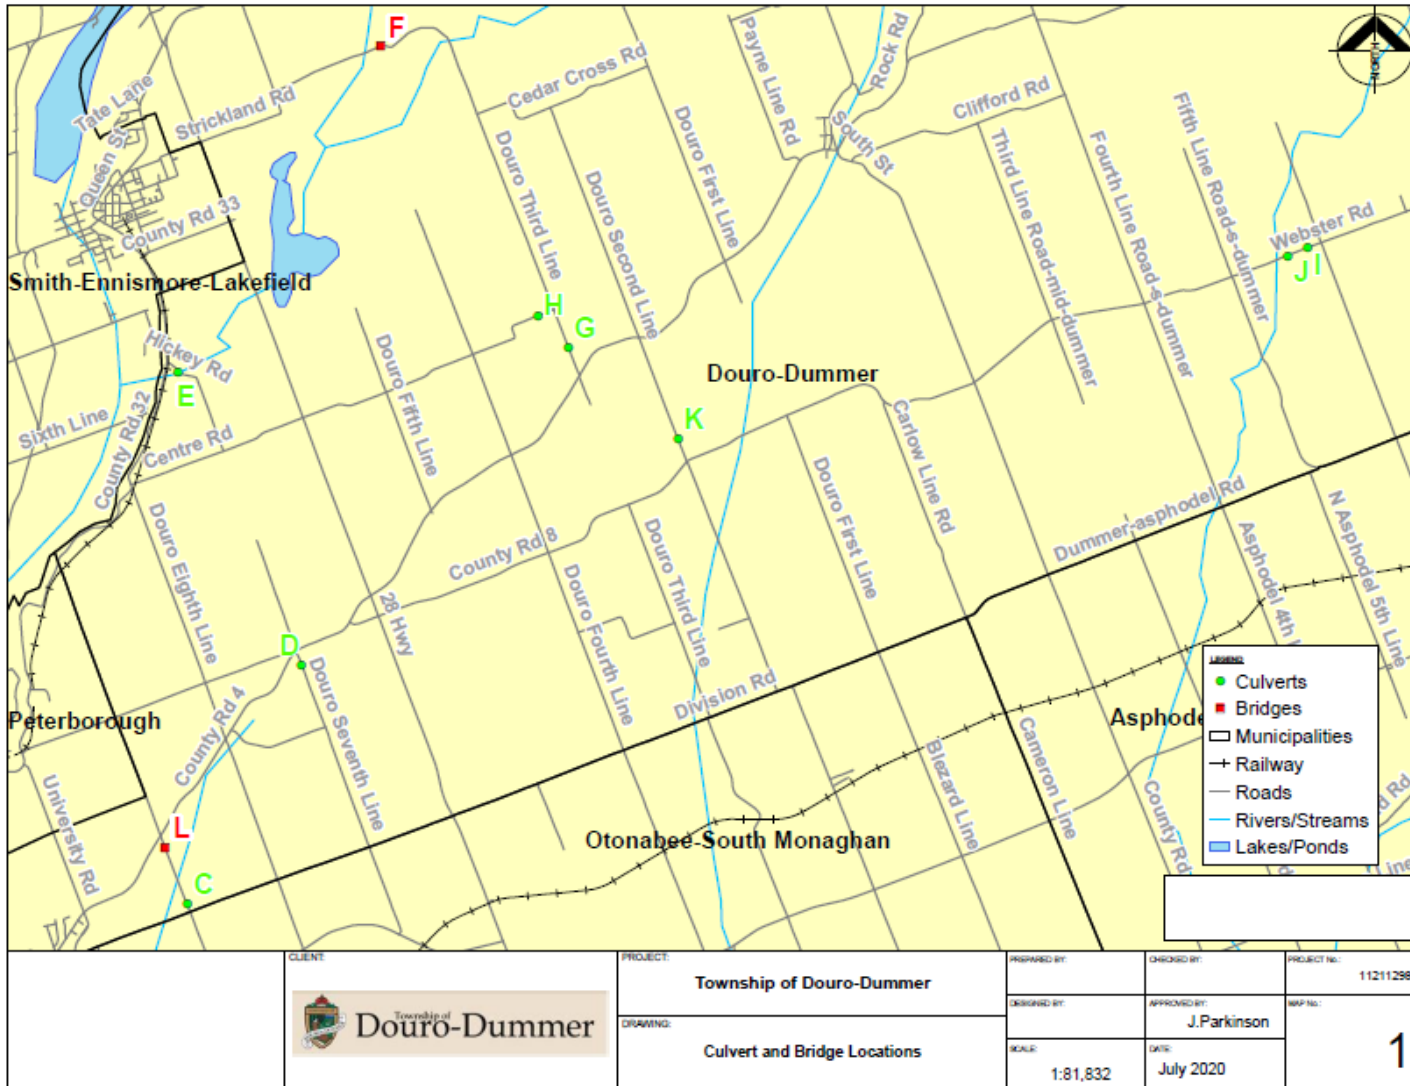 F
NORTH
Tate Lane
Queen St
Strickland Rd
Cedar Cross Rd
Payne Line Rd
Rock Rd
South St
Clifford Rd
Douro Third Line
Douro Second Line
Douro First Line
Third Line Road-mid-dummer
Fourth Line Road-s-dummer
Fifth Line Road-s-dummer
Webster Rd
J
I
County Rd 33
Smith-Ennismore-Lakefield
H
G
Hickey Rd
E
Douro Fifth Line
Douro-Dummer
K
Sixth Line
County Rd 32
Centre Rd
Carlow Line Rd
Douro First Line
Dummer-asphodel Rd
Douro Eighth Line
County Rd 8
Douro Third Line
Douro Fourth Line
28 Hwy
Asphodel 4th
N Asphodel 5th Line
D
Douro Seventh Line
Division Rd
Peterborough
County Rd 4
Asphode
University Rd
L
C
Blezard Line
Cameron Line
County Rd
Otonabee-South Monaghan
d Rd
Line
LEGEND
Culverts
Bridges
Municipalities
Railway
Roads
Rivers/Streams
Lakes/Ponds
CLIENT:
Township of
Douro-Dummer
PROJECT:
Township of Douro-Dummer
DRAWING:
Culvert and Bridge Locations
PREPARED BY:
CHECKED BY:
PROJECT No.:
11211298
DESIGNED BY:
APPROVED BY:
J.Parkinson
MAP No.:
1
SCALE:
1:81,832
DATE:
July 2020